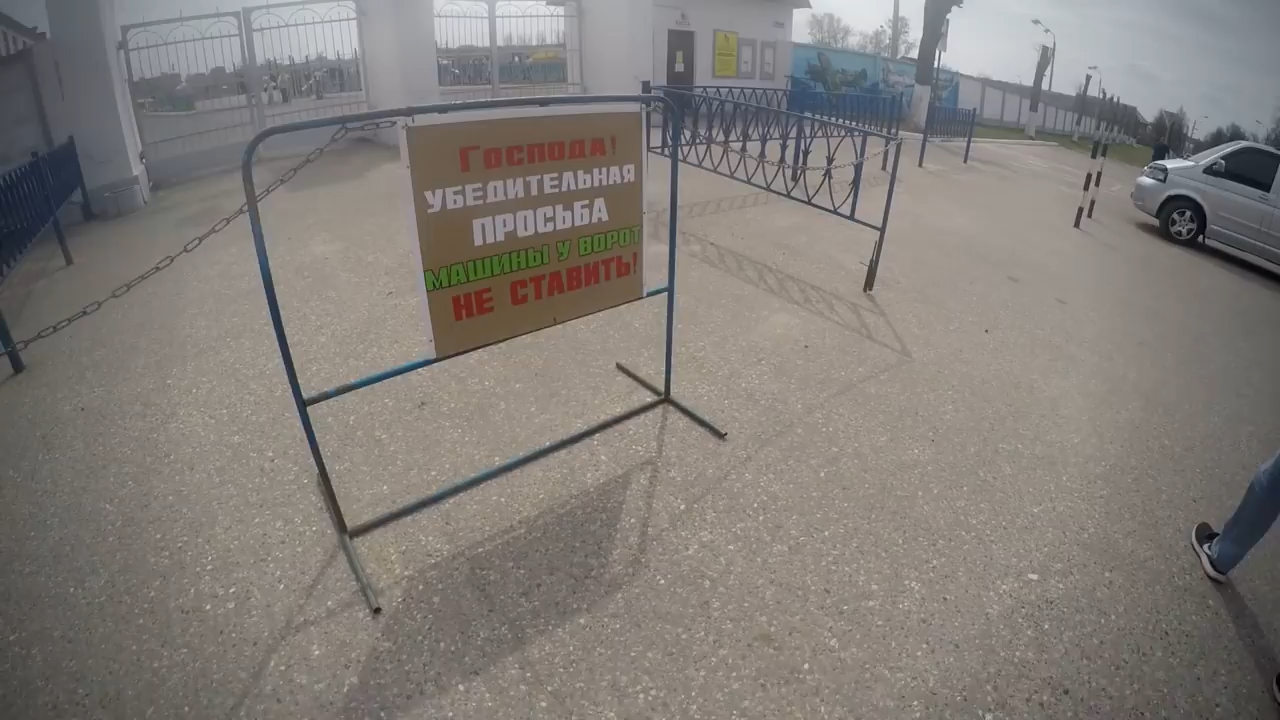 Господа!
УБЕДИТЕЛЬНАЯ
ПРОСЬБА
МАШИНЫ У ВОРОТ
НЕ СТАВИТЬ!